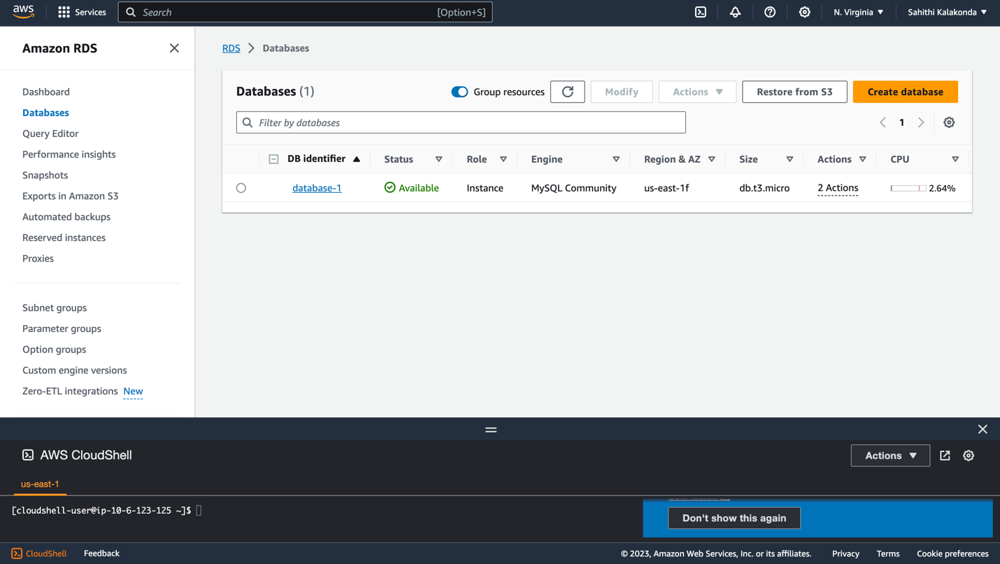 aws
Services
Search
[Option+S]
N. Virginia
Sahithi Kalakonda
Amazon RDS
Dashboard
Databases
Query Editor
Performance insights
Snapshots
Exports in Amazon S3
Automated backups
Reserved instances
Proxies
Subnet groups
Parameter groups
Option groups
Custom engine versions
Zero-ETL integrations New
RDS > Databases
Databases (1)
Group resources
Modify
Actions
Restore from S3
Create database
Filter by databases
1
DB identifier Status Role Engine Region & AZ Size Actions CPU
database-1 Available Instance MySQL Community us-east-1f db.t3.micro 2 Actions 2.64%
AWS CloudShell
Actions
us-east-1
[cloudshell-user@ip-10-6-123-125 ~]$
Don't show this again
CloudShell
Feedback
© 2023, Amazon Web Services, Inc. or its affiliates.
Privacy
Terms
Cookie preferences